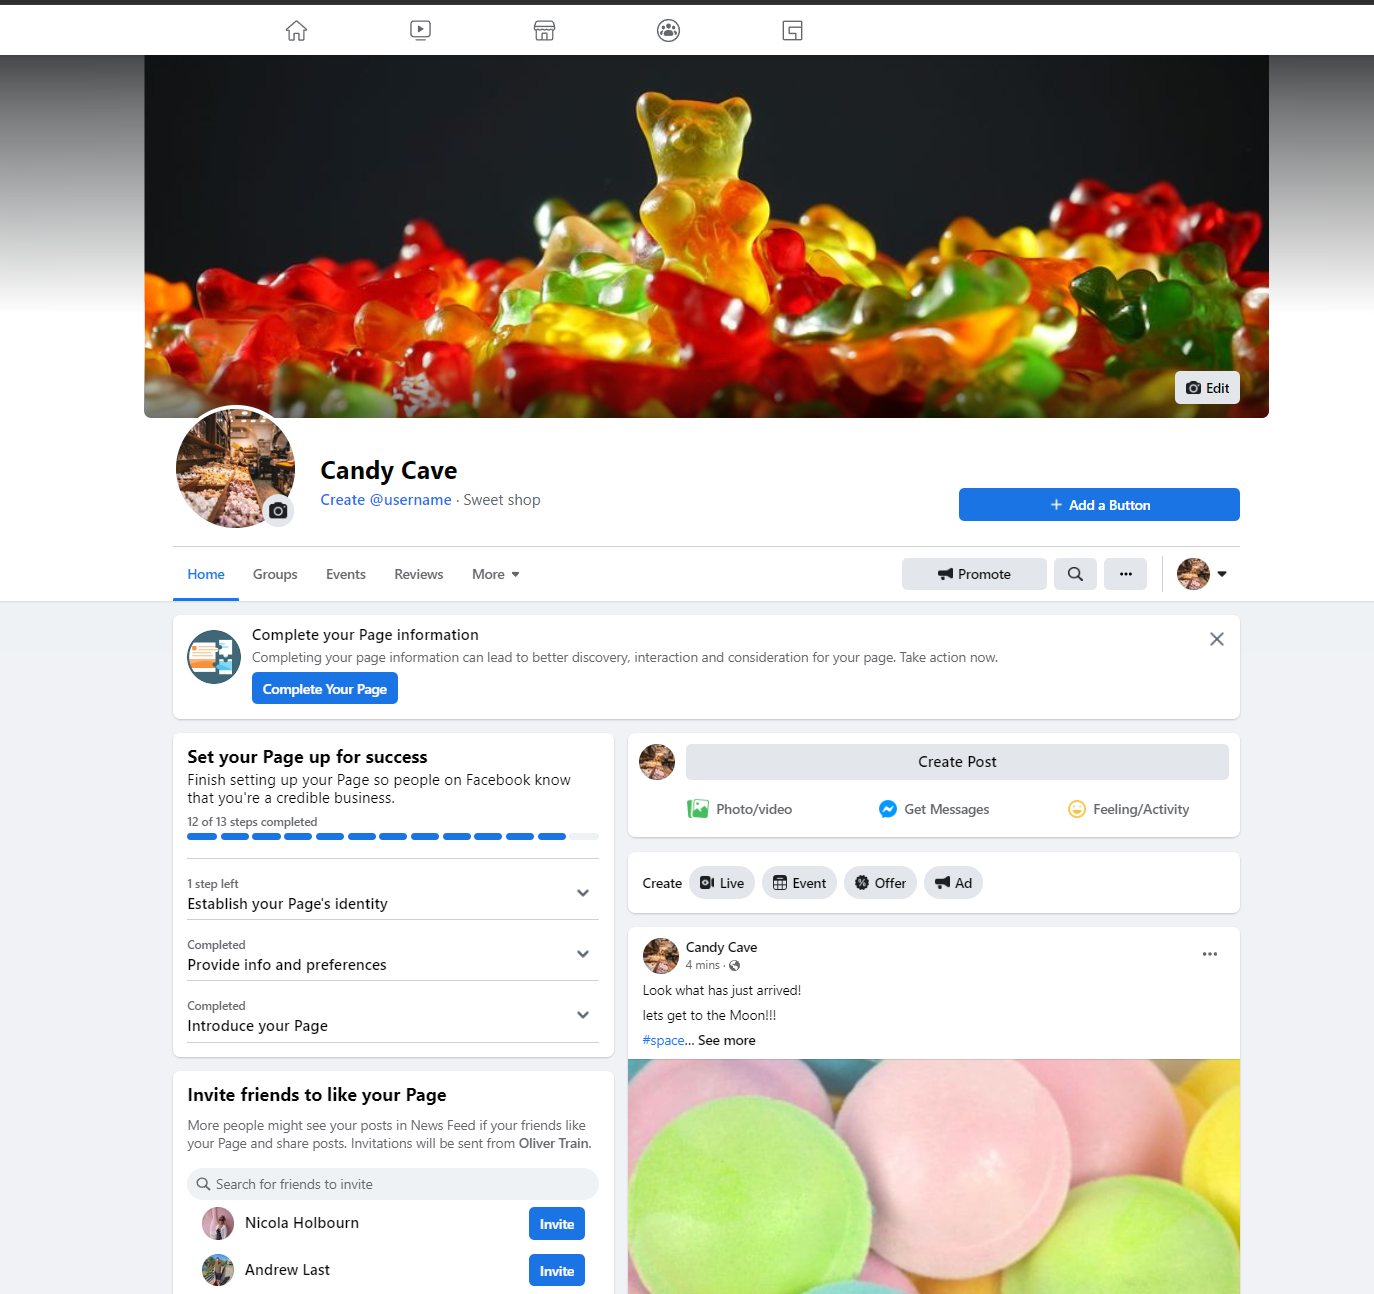 Edit
Candy Cave
Create @username · Sweet shop
+ Add a Button
Home
Groups
Events
Reviews
More
Promote
Complete your Page information
Completing your page information can lead to better discovery, interaction and consideration for your page. Take action now.
Complete Your Page
Set your Page up for success
Finish setting up your Page so people on Facebook know
that you're a credible business.
12 of 13 steps completed
1 step left
Establish your Page's identity
Completed
Provide info and preferences
Completed
Introduce your Page
Invite friends to like your Page
More people might see your posts in News Feed if your friends like
your Page and share posts. Invitations will be sent from Oliver Train.
Search for friends to invite
Nicola Holbourn
Invite
Andrew Last
Invite
Create Post
Photo/video
Get Messages
Feeling/Activity
Create
Live
Event
Offer
Ad
Candy Cave
4 mins ·
Look what has just arrived!
lets get to the Moon!!!
#space... See more